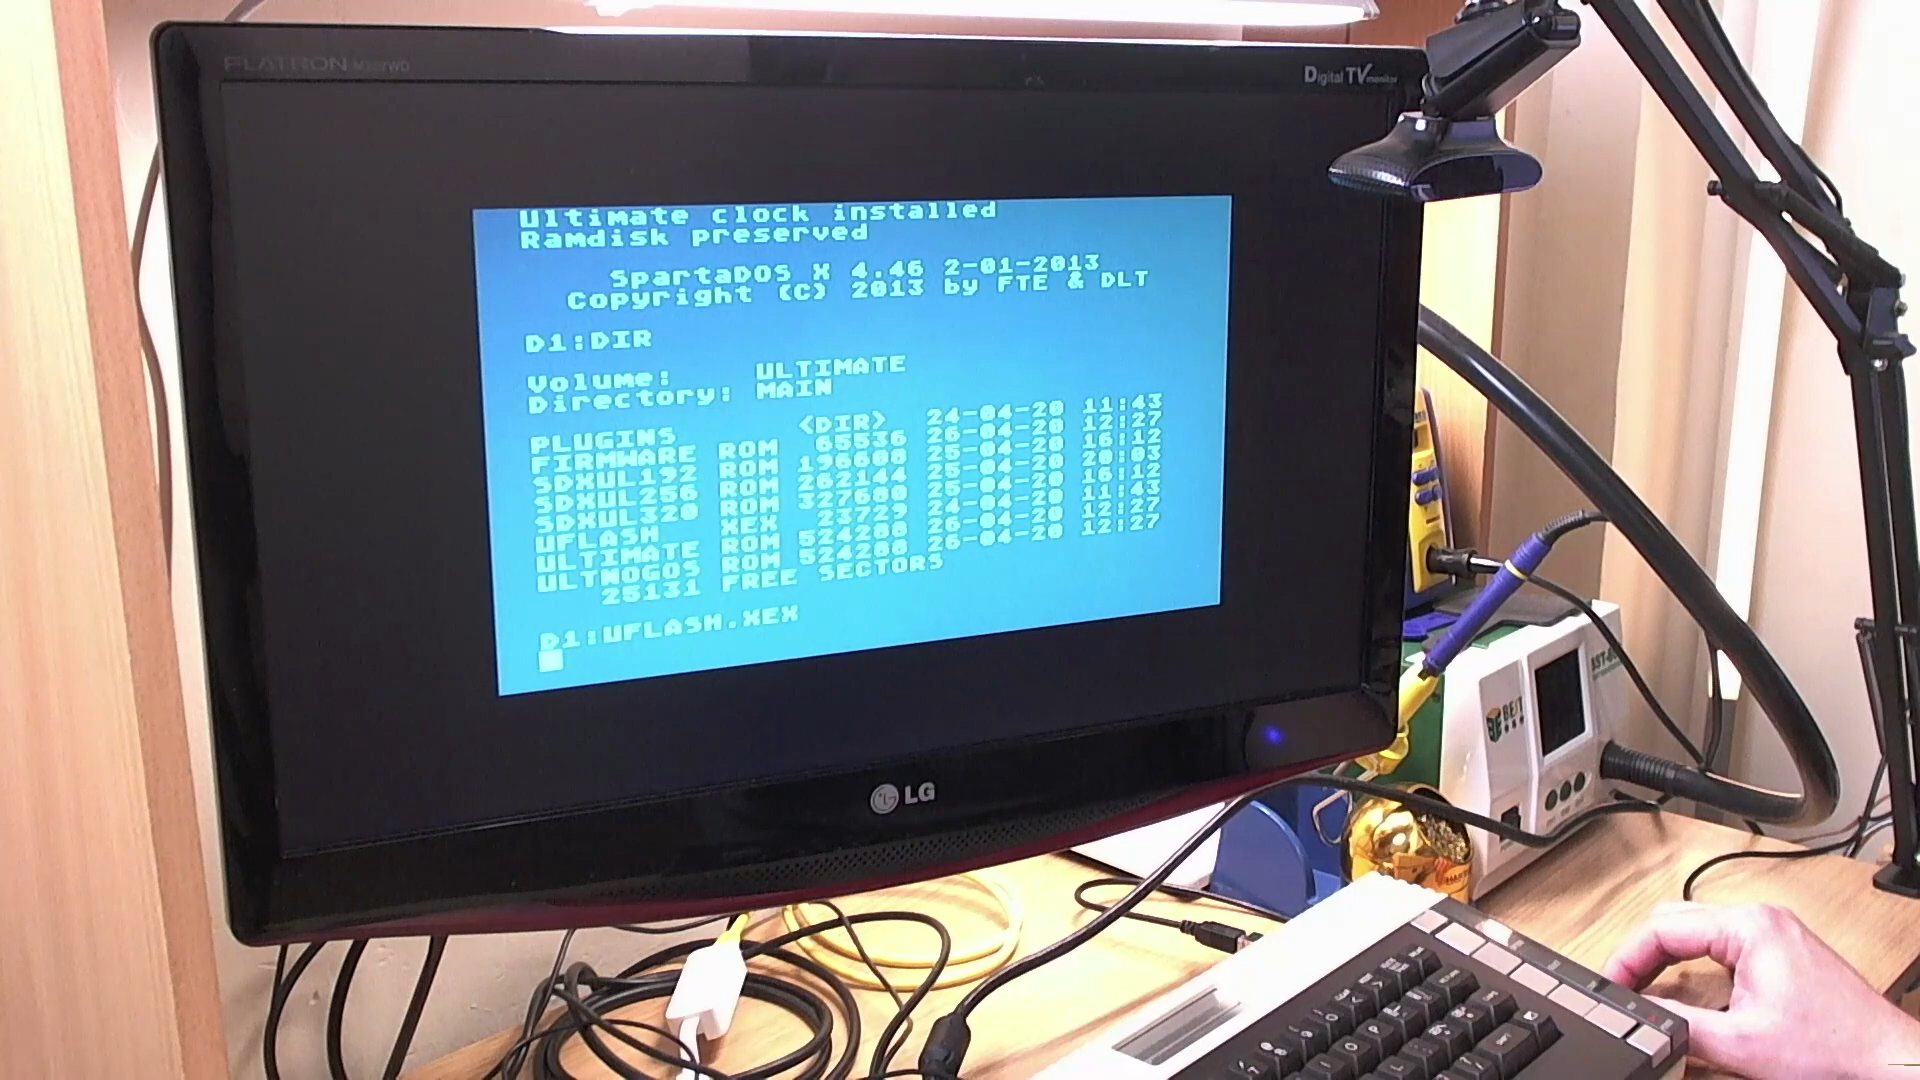 FLATRON
Digital TV monitor
Ultimate clock installed
Ramdisk preserved
SpartaDOS X 4.46 2-01-2013
Copyright (C) 2013 by FTE & DLT
D1:DIR
Volume: ULTIMATE
Directory: MAIN
PLUGINS <DIR> 24-04-20 11:43
FIRMWARE ROM 65536 26-04-20 12:27
SDXUL192 ROM 196608 25-04-20 16:12
SDXUL256 ROM 262144 25-04-20 20:03
SDXUL320 ROM 327680 25-04-20 16:12
UFLASH XEX 23729 24-04-20 11:43
ULTIMATE ROM 524288 26-04-20 12:27
ULTNOGOS ROM 524288 26-04-20 12:27
25131 FREE SECTORS
D1:UFLASH.XEX
LG
BEST